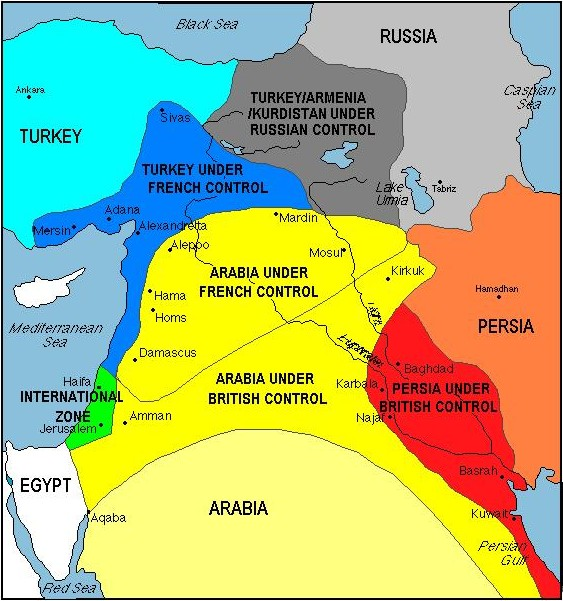 Black Sea
RUSSIA
Caspian
Sea
Ankara
TURKEY
TURKEY/ARMENIA
/KURDISTAN UNDER
RUSSIAN CONTROL
Sivas
TURKEY UNDER
FRENCH CONTROL
Lake
Urmia
Tabriz
Adana
Mersin
Alexandretta
Mardin
Aleppo
Mosul
Kirkuk
ARABIA UNDER
FRENCH CONTROL
Hama
Homs
Hamadhan
Mediterranean
Sea
PERSIA
Tigris
Euphrates
Damascus
Baghdad
Haifa
INTERNATIONAL
ZONE
Jerusalem
ARABIA UNDER
BRITISH CONTROL
Karbala
PERSIA UNDER
BRITISH CONTROL
Amman
Najaf
Basrah
EGYPT
ARABIA
Aqaba
Kuwait
Persian
Gulf
Red Sea